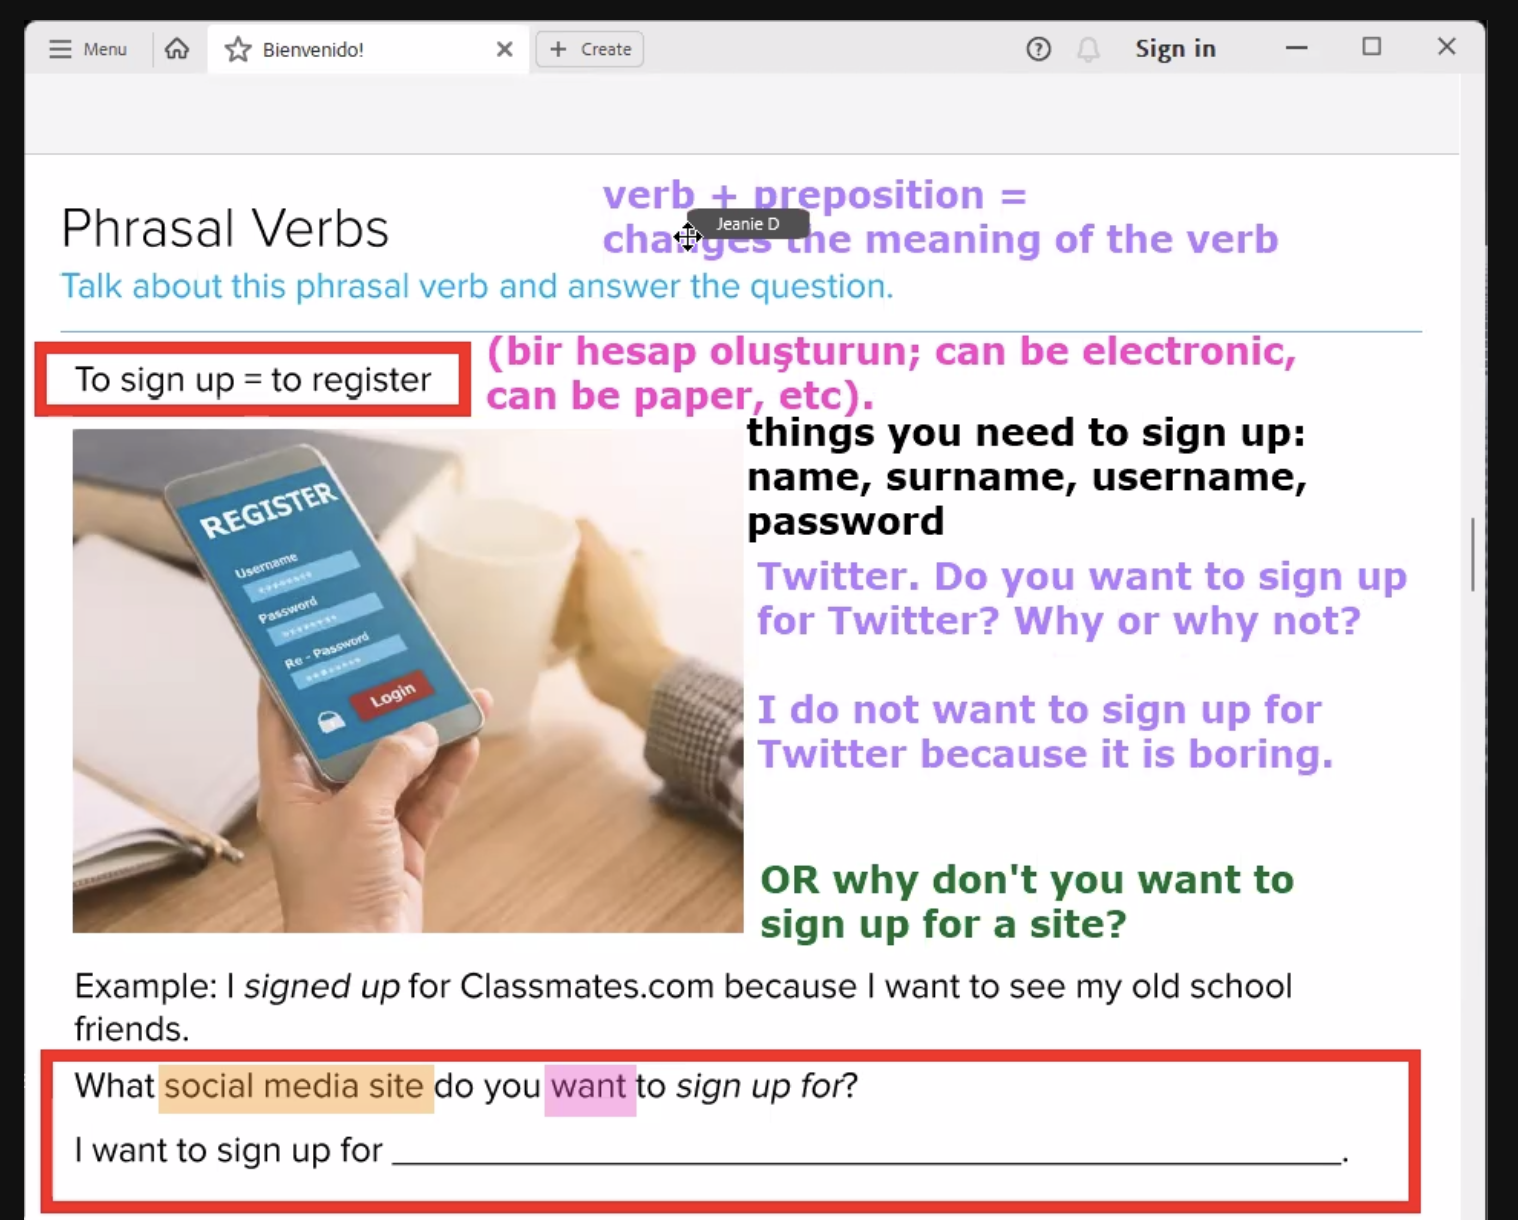 Menu
Bienvenido!
Create
Sign in
verb + preposition =
Jeanie D
changes the meaning of the verb
Phrasal Verbs
Talk about this phrasal verb and answer the question.
To sign up = to register
(bir hesap oluşturun; can be electronic,
can be paper, etc).
things you need to sign up:
name, surname, username,
password
REGISTER
Username
Password
Re - Password
Login
Twitter. Do you want to sign up
for Twitter? Why or why not?
I do not want to sign up for
Twitter because it is boring.
OR why don't you want to
sign up for a site?
Example: I signed up for Classmates.com because I want to see my old school
friends.
What social media site do you want to sign up for?
I want to sign up for ______________________________.